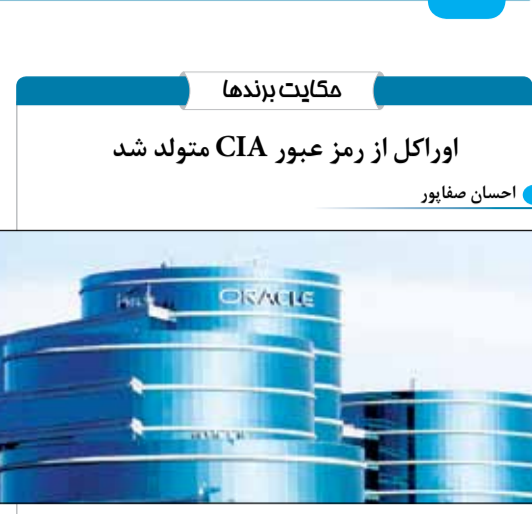 حکایت برندها
اوراکل از رمز عبور CIA متولد شد
احسان صفاپور
ORACLE